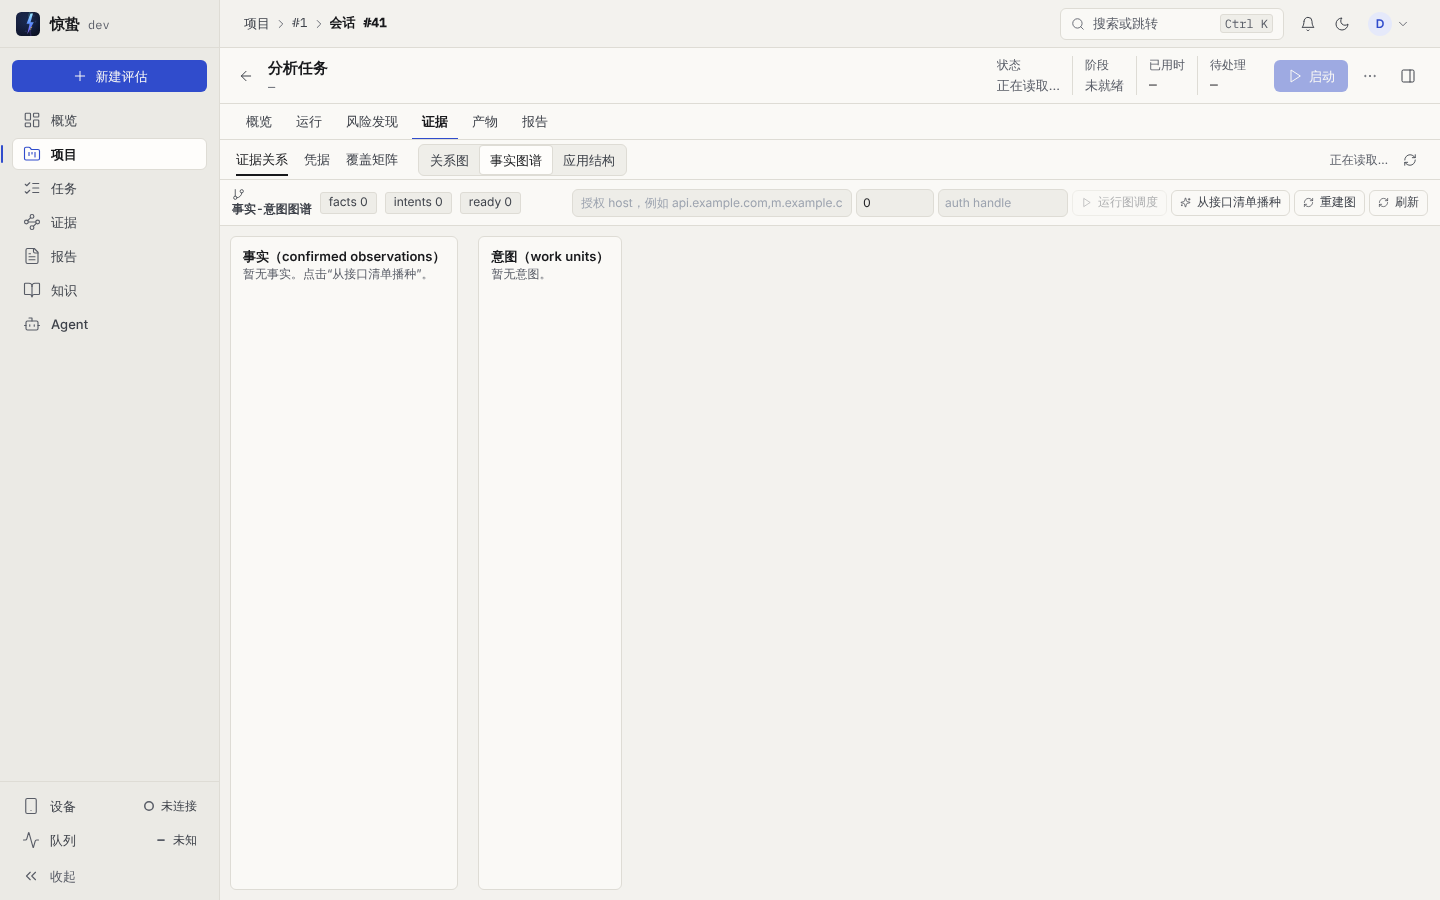 惊蛰 dev
项目 > #1 > 会话 #41
搜索或跳转 Ctrl K
D
新建评估
概览
项目
任务
证据
报告
知识
Agent
设备 未连接
队列 — 未知
收起
分析任务
—
状态
正在读取...
阶段
未就绪
已用时
—
待处理
—
启动
概览 运行 风险发现 证据 产物 报告
证据关系 凭据 覆盖矩阵 关系图 事实图谱 应用结构 正在读取...
事实-意图图谱 facts 0 intents 0 ready 0 授权 host，例如 api.example.com,m.example.c 0 auth handle 运行图调度 从接口清单播种 重建图 刷新
事实（confirmed observations）
暂无事实。点击“从接口清单播种”。
意图（work units）
暂无意图。